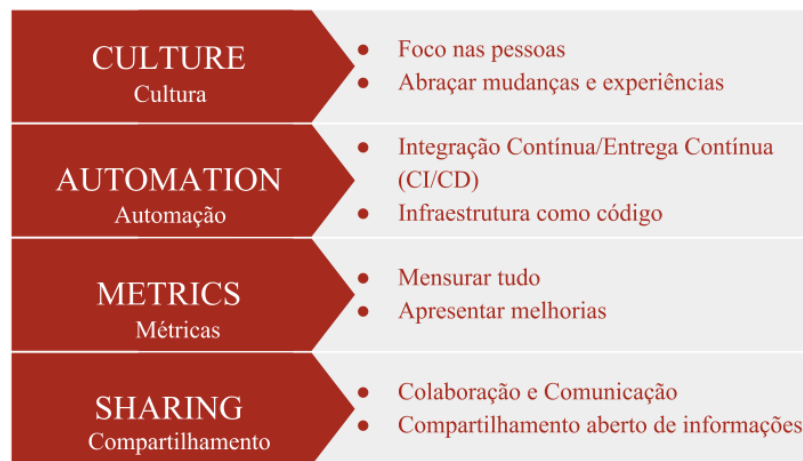 CULTURE
Cultura
● Foco nas pessoas
● Abraçar mudanças e experiências
AUTOMATION
Automação
● Integração Contínua/Entrega Contínua
(CI/CD)
● Infraestrutura como código
METRICS
Métricas
● Mensurar tudo
● Apresentar melhorias
SHARING
Compartilhamento
● Colaboração e Comunicação
● Compartilhamento aberto de informações